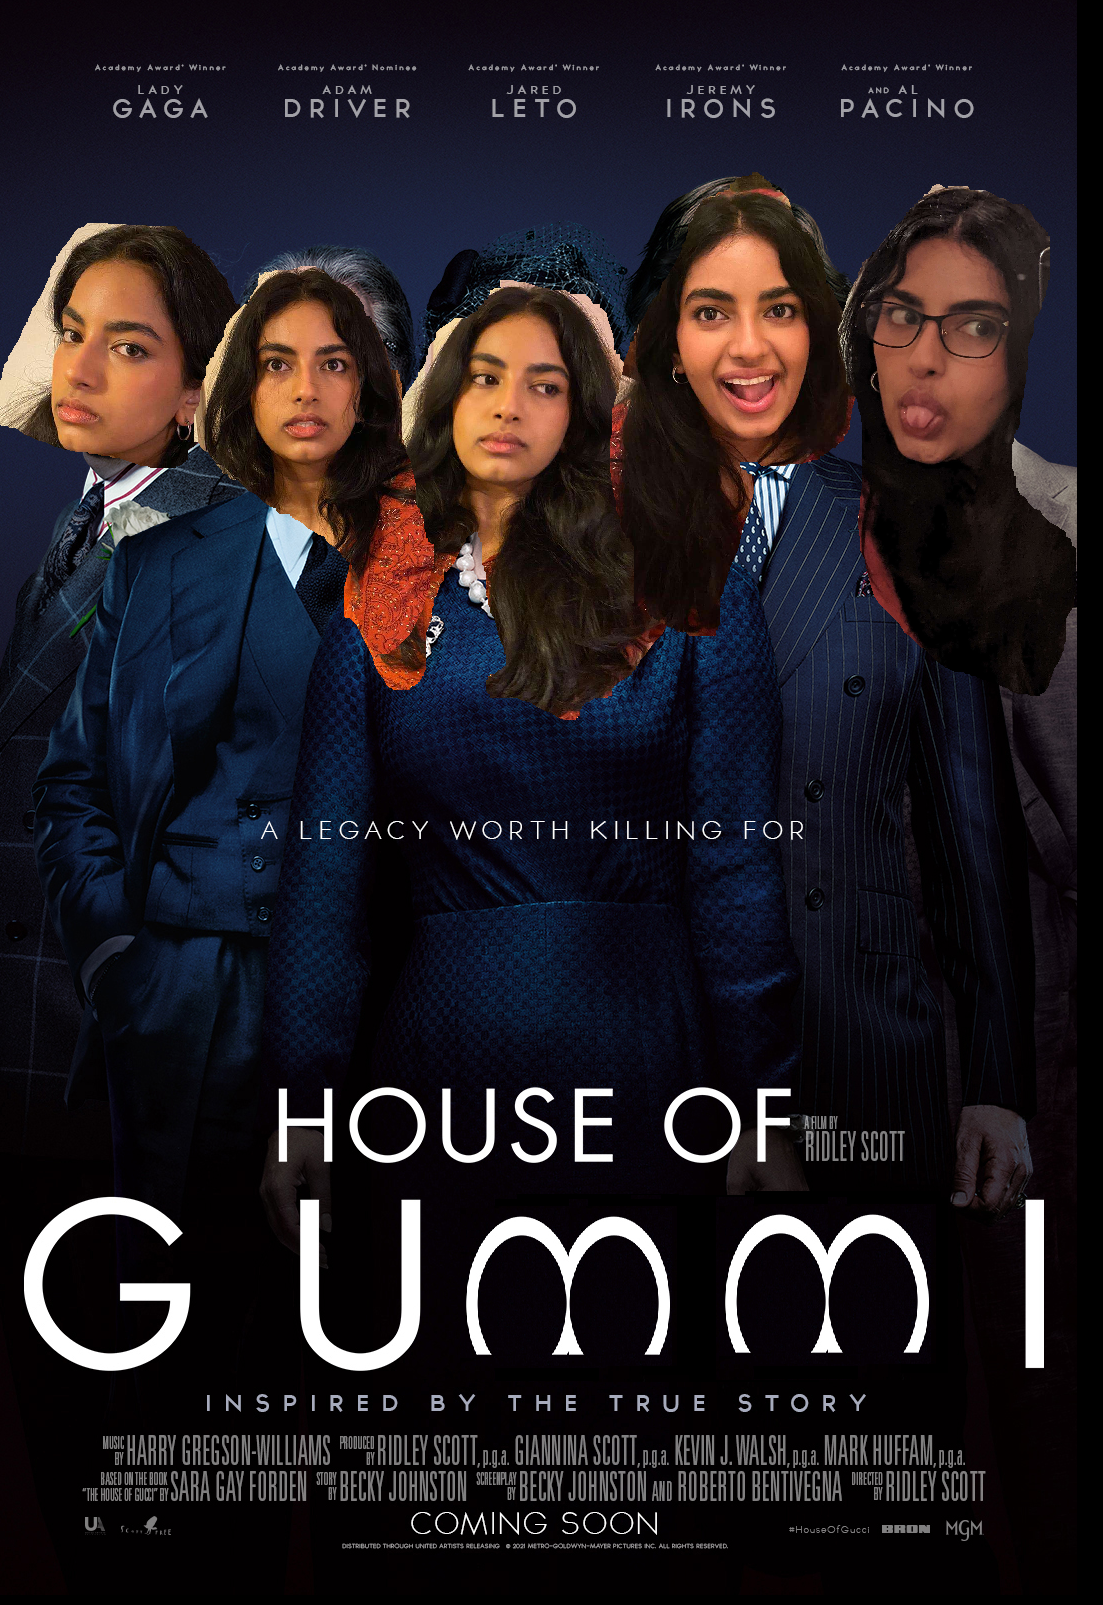 Academy Award® Winner Academy Award® Nominee Academy Award® Winner Academy Award® Winner Academy Award® Winner
LADY ADAM JARED JEREMY AND AL
GAGA DRIVER LETO IRONS PACINO
A LEGACY WORTH KILLING FOR
HOUSE OF
A FILM BY
RIDLEY SCOTT
GUMMI
INSPIRED BY THE TRUE STORY
MUSIC BY HARRY GREGSON-WILLIAMS PRODUCED BY RIDLEY SCOTT, p.g.a. GIANNINA SCOTT, p.g.a. KEVIN J. WALSH, p.g.a. MARK HUFFAM, p.g.a.
BASED ON THE BOOK "THE HOUSE OF GUCCI" BY SARA GAY FORDEN STORY BY BECKY JOHNSTON SCREENPLAY BY BECKY JOHNSTON AND ROBERTO BENTIVEGNA DIRECTED BY RIDLEY SCOTT
UA COMING SOON #HouseOfGucci BRON MGM
DISTRIBUTED THROUGH UNITED ARTISTS RELEASING © 2021 METRO-GOLDWYN-MAYER PICTURES INC. ALL RIGHTS RESERVED.